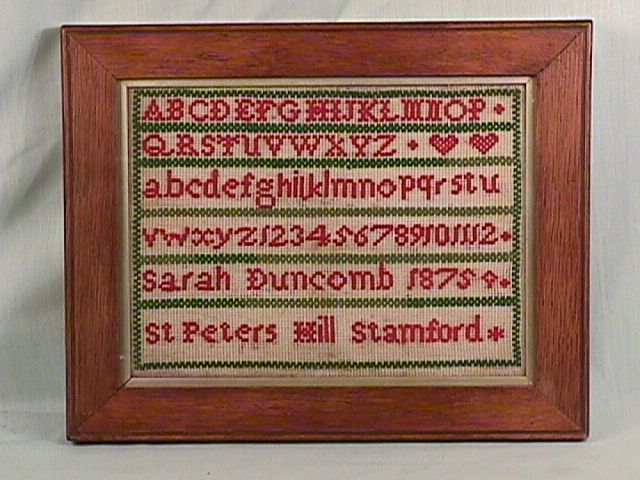 ABCDEFGHIJKLMNOP
QRSTUVWXYZ
abcdefghijklmnopqrstu
vwxyz123456789101112
Sarah Duncomb 1875
St Peters Hill Stamford